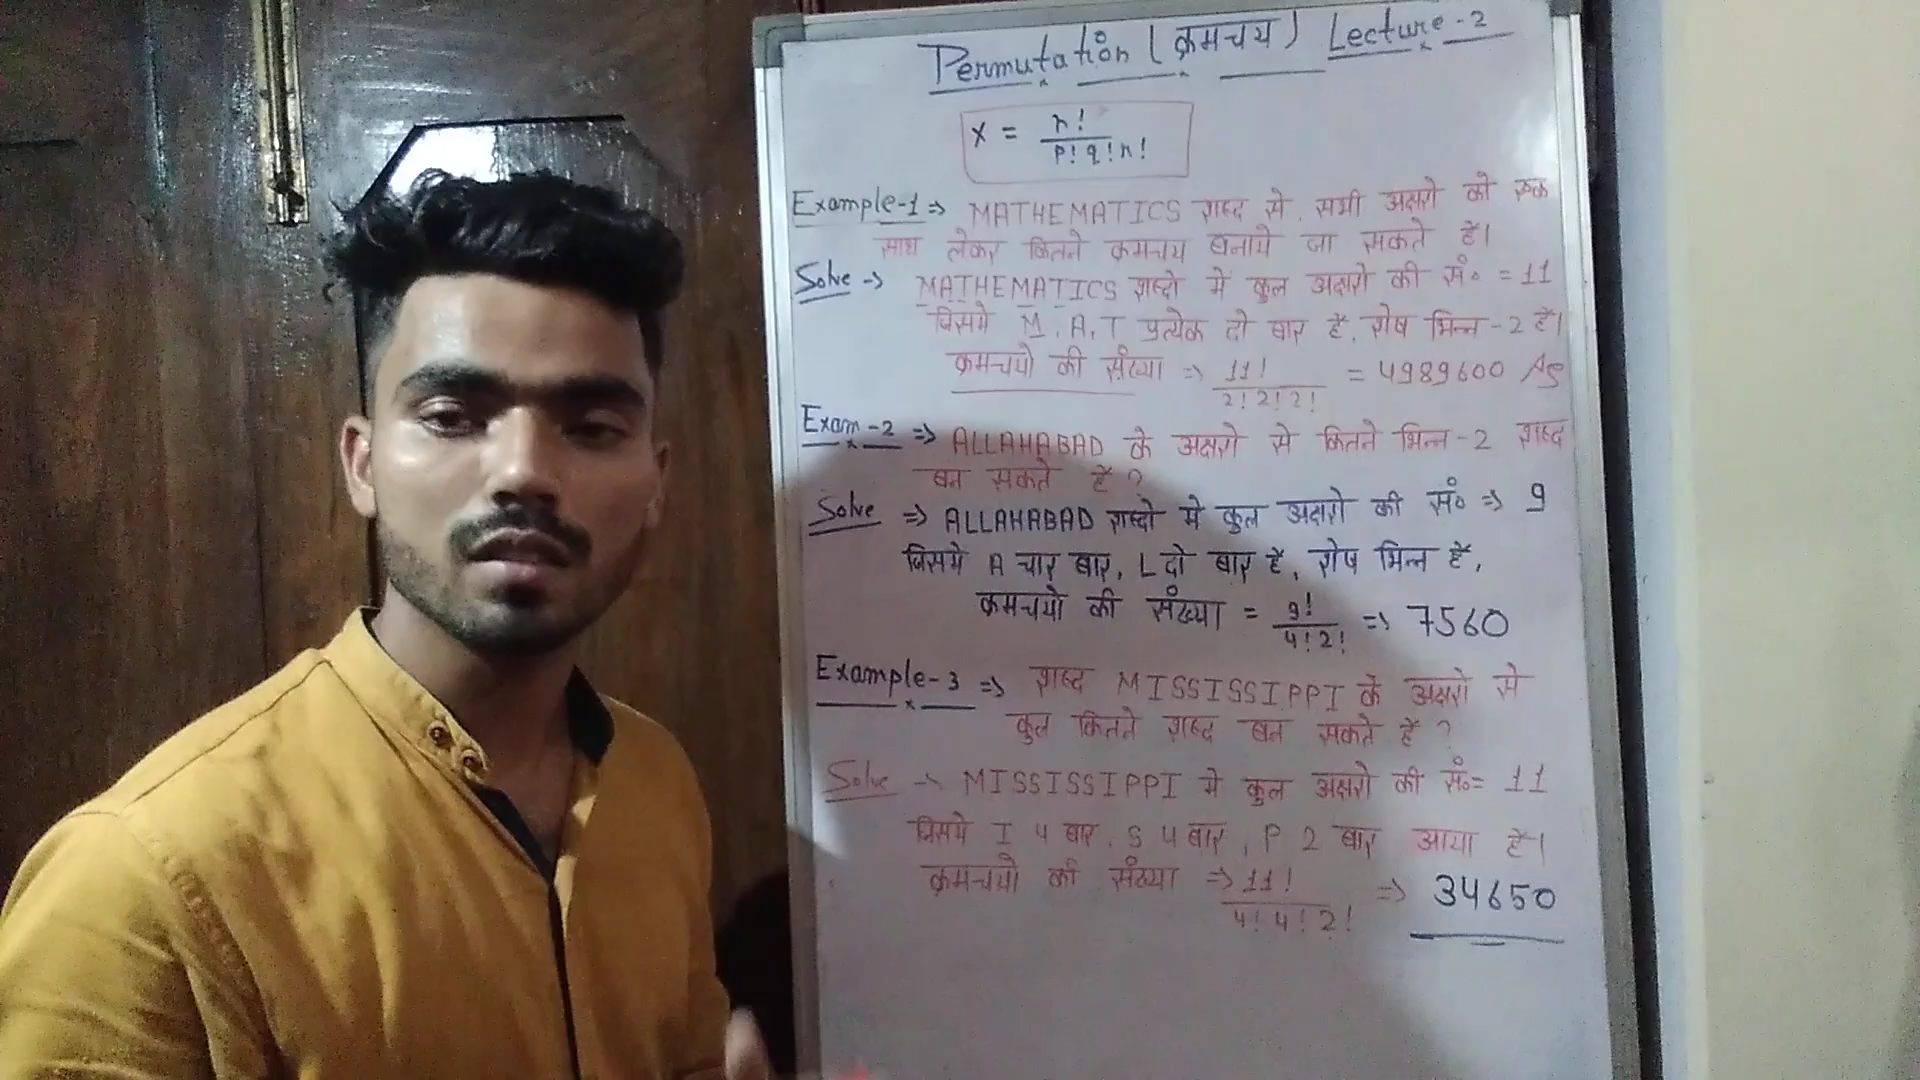 Permutation (क्रमचय) Lecture-2
x = n! / p! q! r!
Example-1 => MATHEMATICS शब्द से, सभी अक्षरो को एक
साथ लेकर कितने क्रमचय बनाये जा सकते हैं।
Solve -> MATHEMATICS शब्दो में कुल अक्षरो की सं० = 11
जिसमे M, A, T प्रत्येक दो बार हैं, शेष भिन्न-2 हैं।
क्रमचयो की संख्या => 11! / 2! 2! 2! = 4989600 As
Exam-2 => ALLAHABAD के अक्षरो से कितने भिन्न-2 शब्द
बन सकते हैं ?
Solve => ALLAHABAD शब्दो मे कुल अक्षरो की सं० => 9
जिसमे A चार बार, L दो बार हैं, शेष भिन्न हैं,
क्रमचयो की संख्या = 9! / 4! 2! => 7560
Example-3 => शब्द MISSISSIPPI के अक्षरो से
कुल कितने शब्द बन सकते हैं ?
Solve -> MISSISSIPPI मे कुल अक्षरो की सं०= 11
जिसमे I 4 बार, S 4 बार, P 2 बार आया है।
क्रमचयो की संख्या => 11! / 4! 4! 2! => 34650